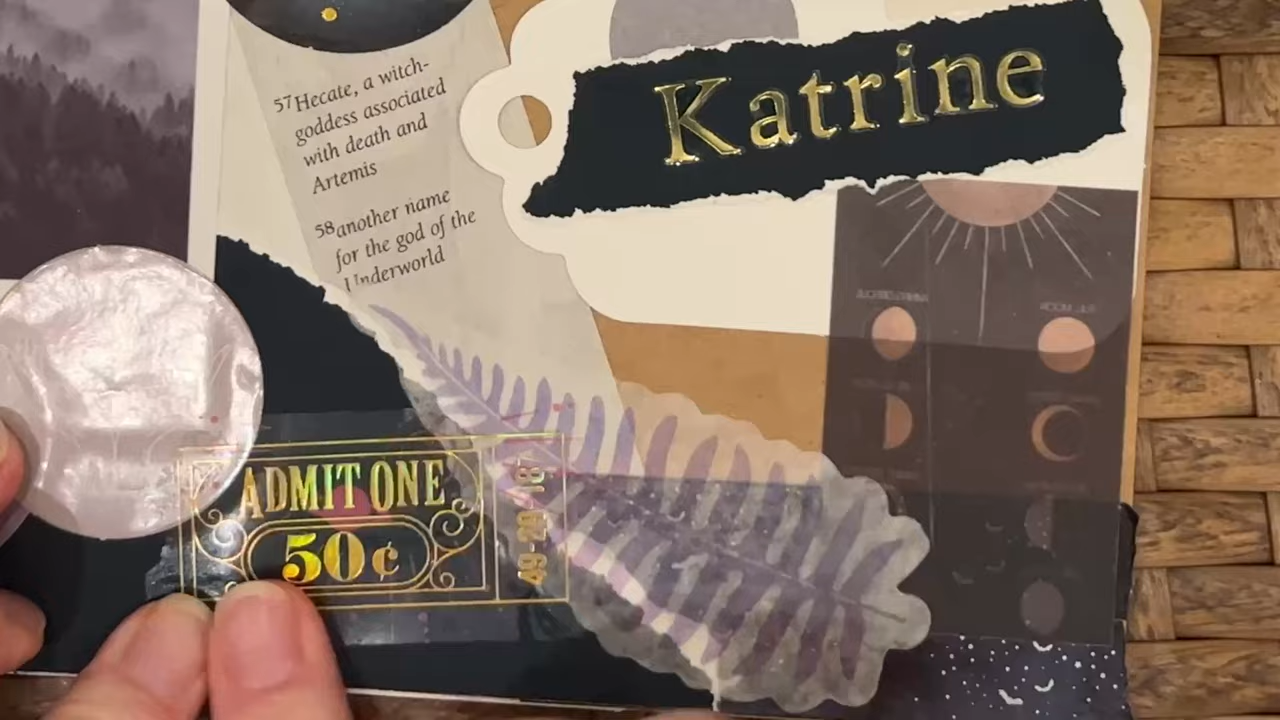 57 Hecate, a witch-
goddess associated
with death and
Artemis
58 another name
for the god of the
Underworld
Katrine
ADMIT ONE
50¢